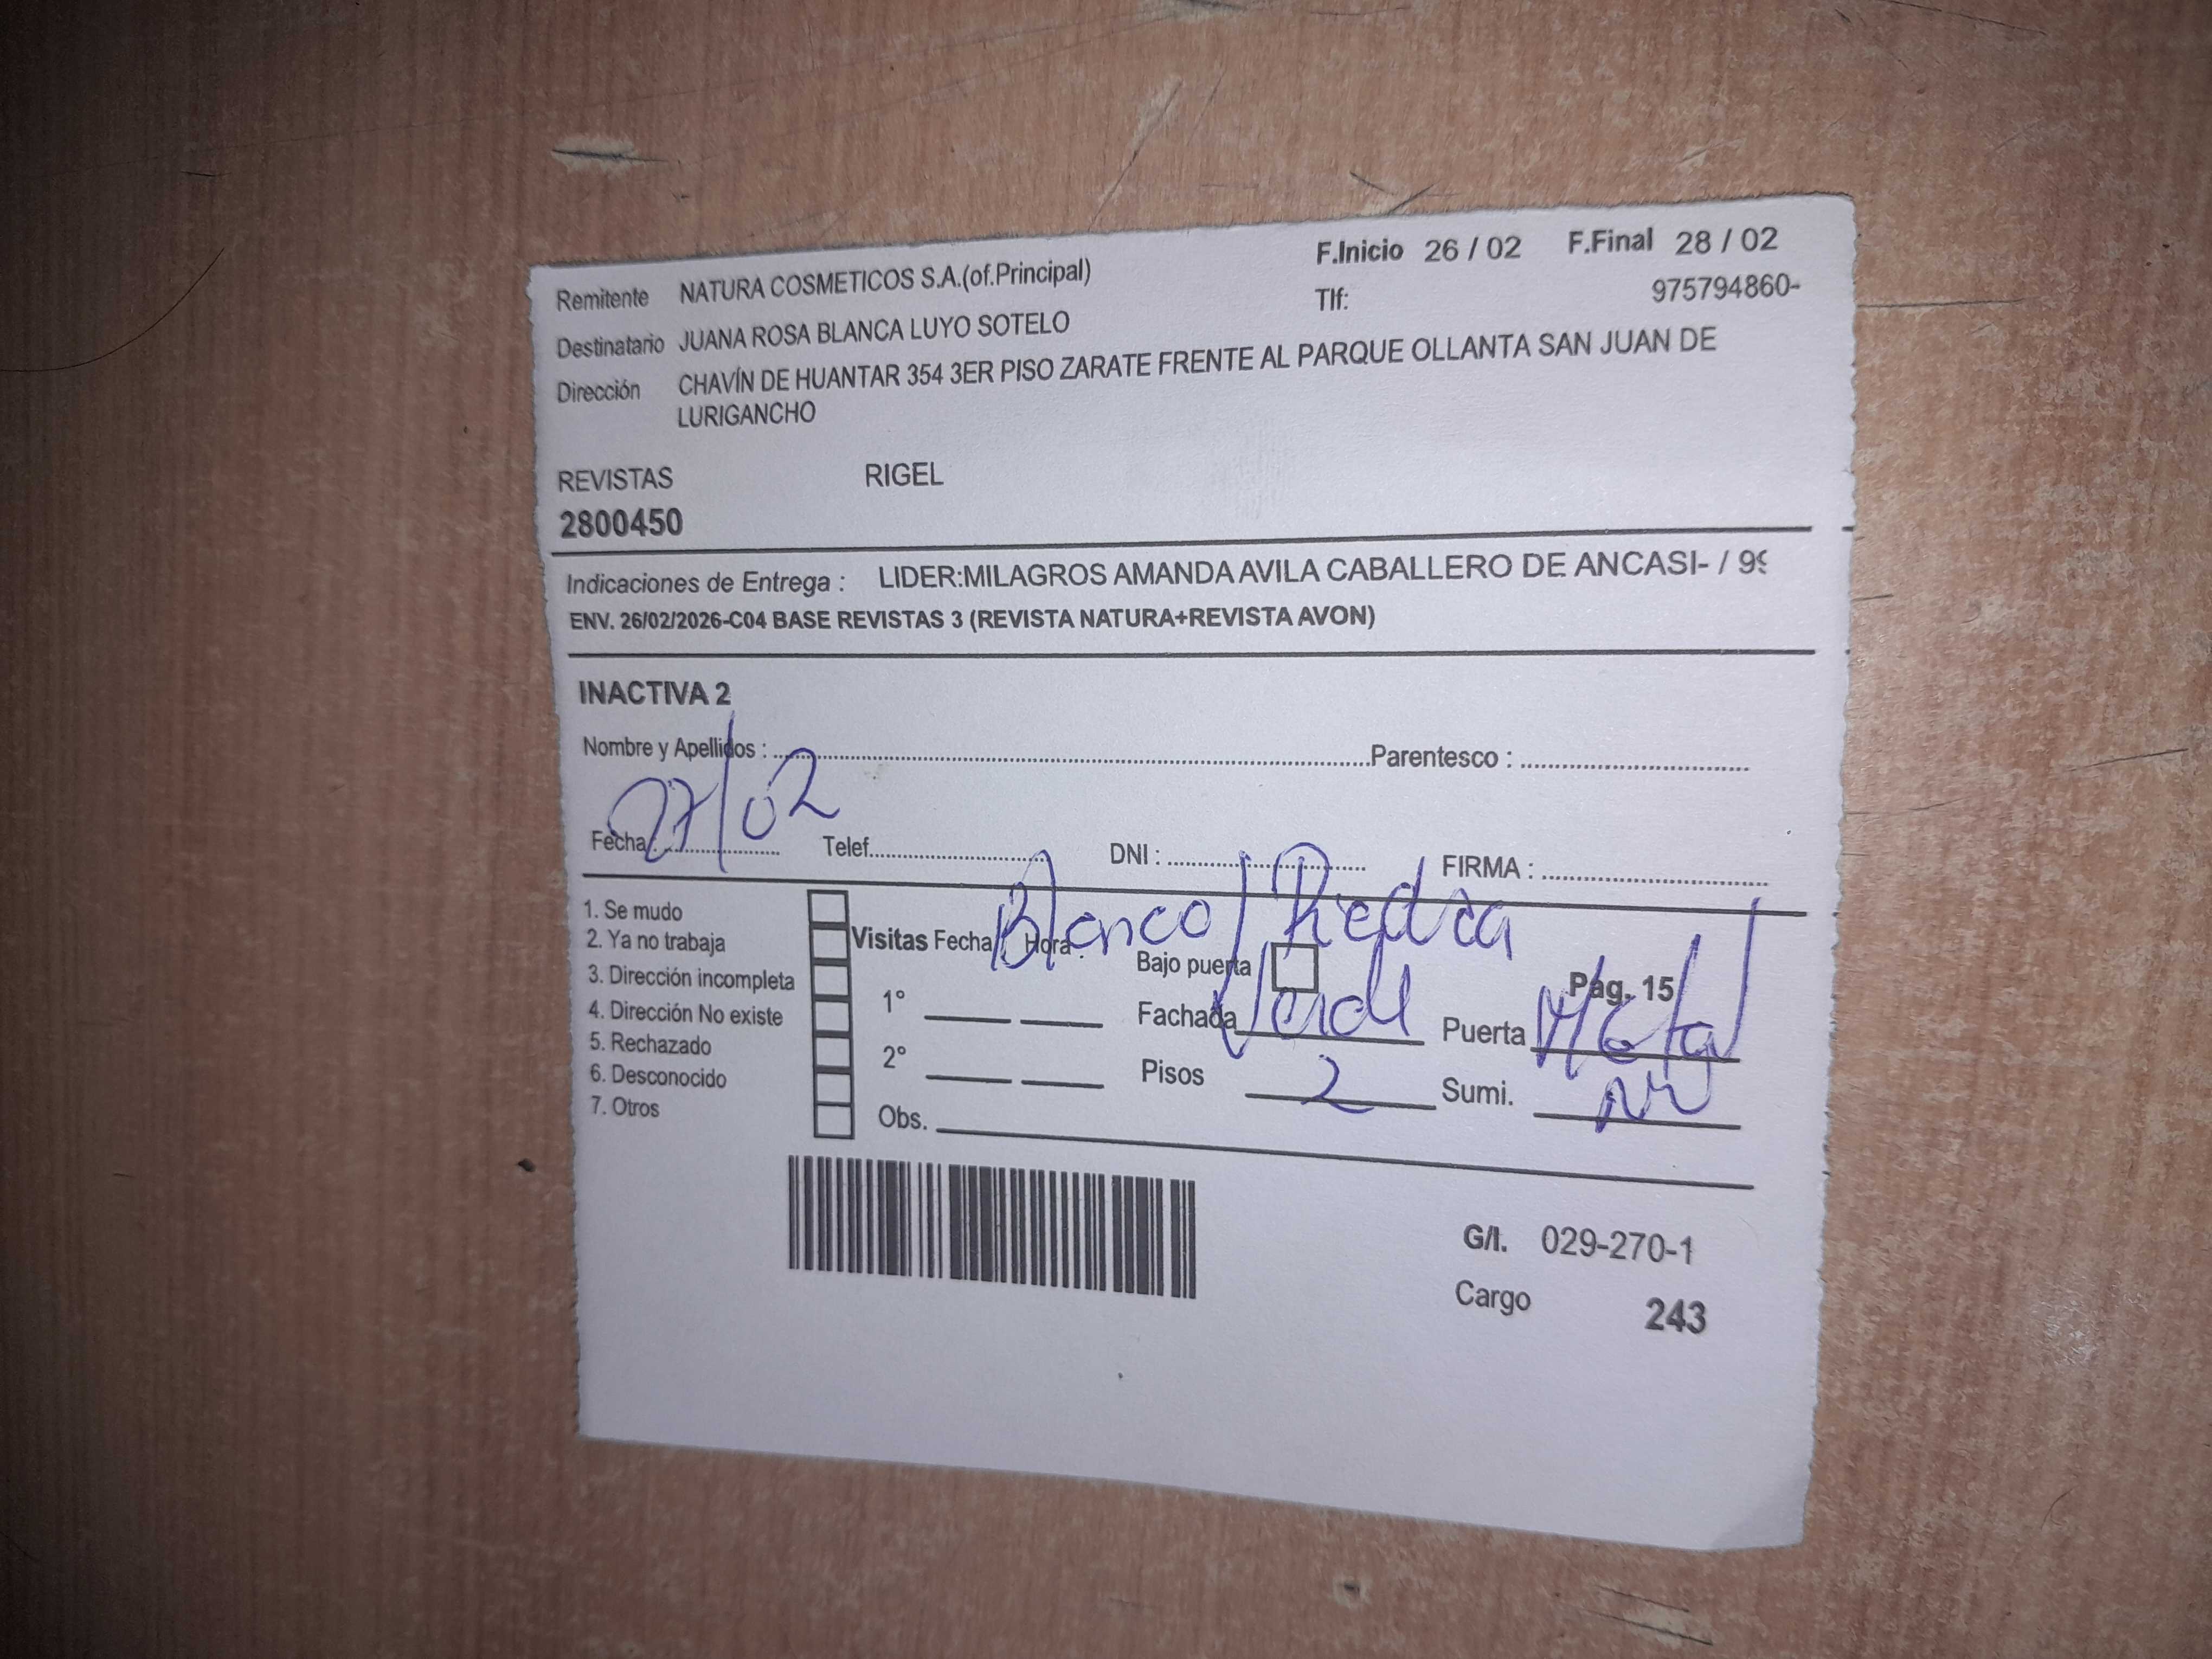 Remitente NATURA COSMETICOS S.A.(of.Principal) F.Inicio 26 / 02 F.Final 28 / 02
Destinatario JUANA ROSA BLANCA LUYO SOTELO Tlf: 975794860-
Dirección CHAVÍN DE HUANTAR 354 3ER PISO ZARATE FRENTE AL PARQUE OLLANTA SAN JUAN DE
LURIGANCHO
REVISTAS RIGEL
2800450
Indicaciones de Entrega : LIDER:MILAGROS AMANDA AVILA CABALLERO DE ANCASI- / 99
ENV. 26/02/2026-C04 BASE REVISTAS 3 (REVISTA NATURA+REVISTA AVON)
INACTIVA 2
Nombre y Apellidos : Parentesco :
Fecha : 27/02 Telef. DNI : FIRMA :
Blanco / Piedra
1. Se mudo
2. Ya no trabaja Visitas Fecha Hora Bajo puerta
3. Dirección incompleta Pag. 15
4. Dirección No existe 1° Fachada Verde Puerta Metal
5. Rechazado 2° Pisos 2 Sumi.
6. Desconocido
7. Otros Obs.
G/I. 029-270-1
Cargo 243